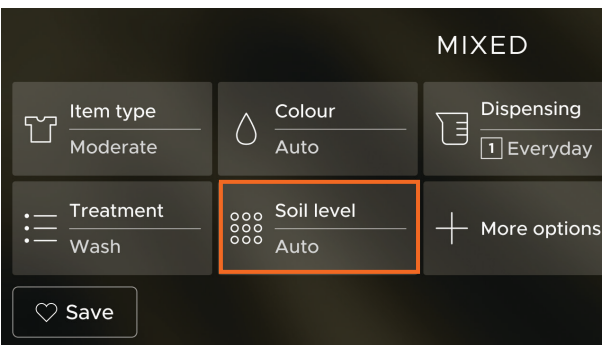 MIXED
Item type
Moderate
Colour
Auto
Dispensing
1 Everyday
Treatment
Wash
Soil level
Auto
More options
Save